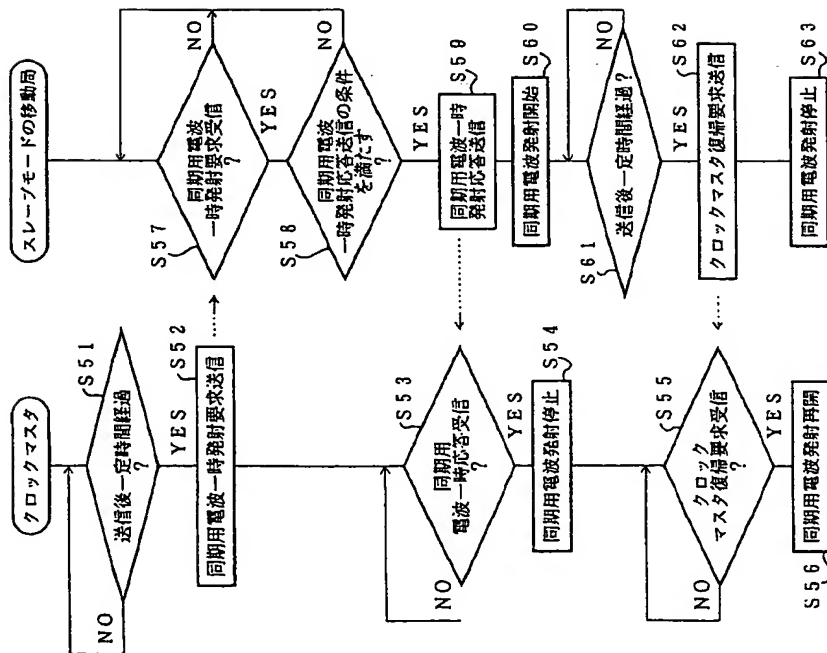 クロックマスタ
S51
送信後一定時間経過
?
NO
YES
S52
同期用電波一時発射要求送信
S53
同期用
電波一時応答受信
?
NO
YES
S54
同期用電波発射停止
S55
クロック
マスタ復帰要求受信
?
NO
YES
S56
同期用電波発射再開
スレーブモードの移動局
S57
同期用電波
一時発射要求受信
?
NO
YES
S58
同期用電波
一時発射応答送信の条件
を満たす
?
NO
YES
S59
同期用電波一時
発射応答送信
S60
同期用電波発射開始
S61
送信後一定時間経過?
NO
YES
S62
クロックマスタ復帰要求送信
S63
同期用電波発射停止